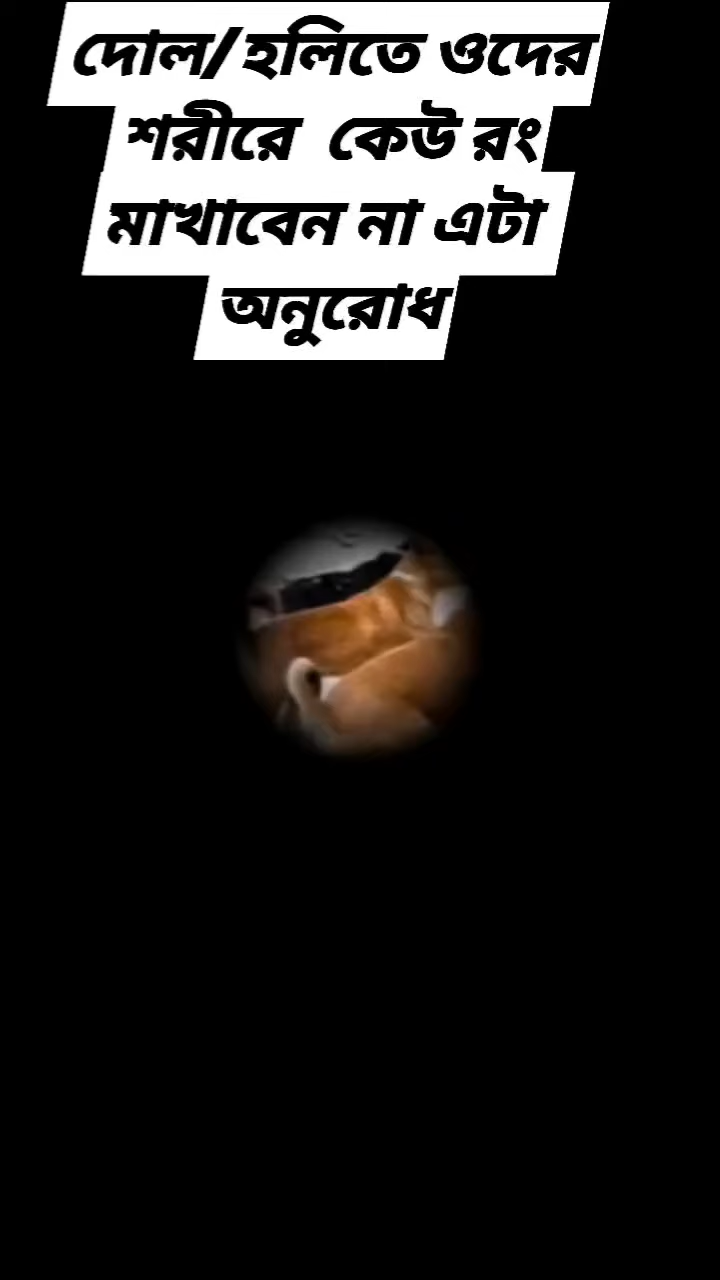 দোল/হলিতে ওদের
শরীরে কেউ রং
মাখাবেন না এটা
অনুরোধ